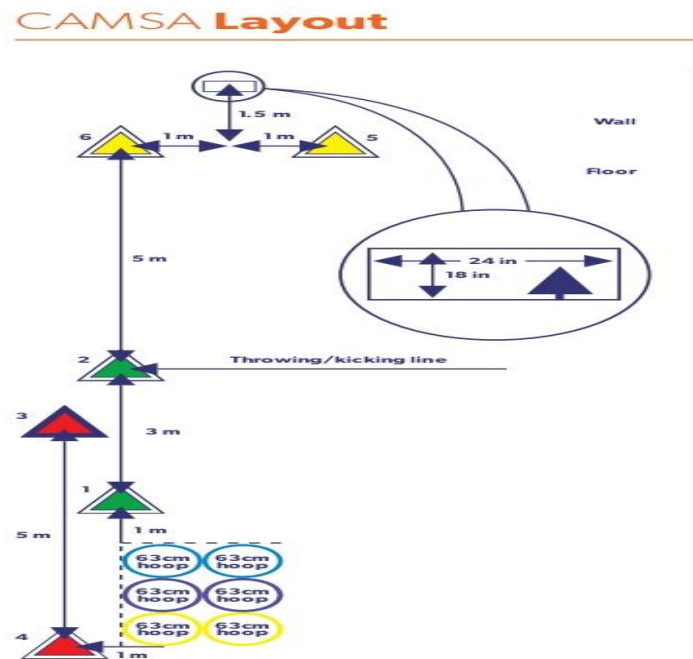 CAMSA Layout
1.5 m
Wall
6
1 m
1 m
5
Floor
5 m
24 in
18 in
2
Throwing/kicking line
3
3 m
1
5 m
1 m
63cm
hoop
63cm
hoop
63cm
hoop
63cm
hoop
63cm
hoop
63cm
hoop
4
1 m